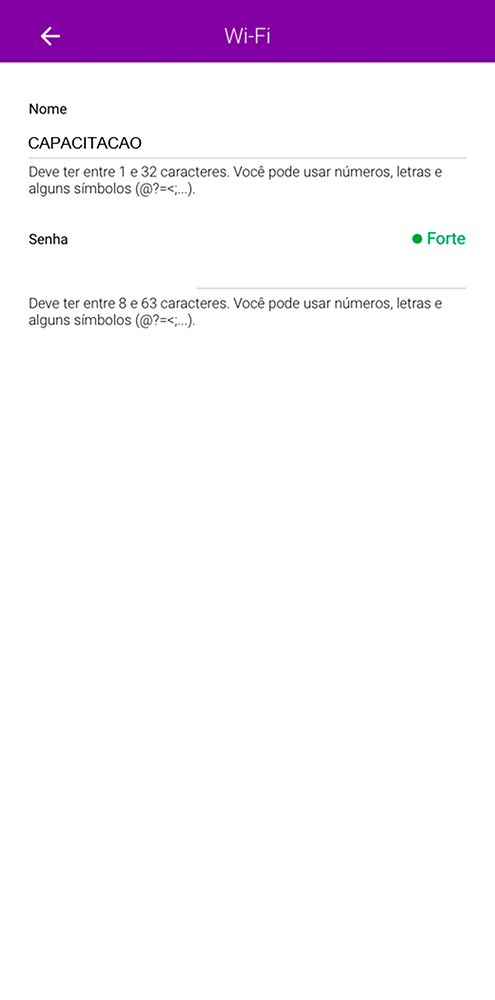 Wi-Fi
Nome
CAPACITACAO
Deve ter entre 1 e 32 caracteres. Você pode usar números, letras e
alguns símbolos (@?=<;...).
Senha
Forte
Deve ter entre 8 e 63 caracteres. Você pode usar números, letras e
alguns símbolos (@?=<;...).